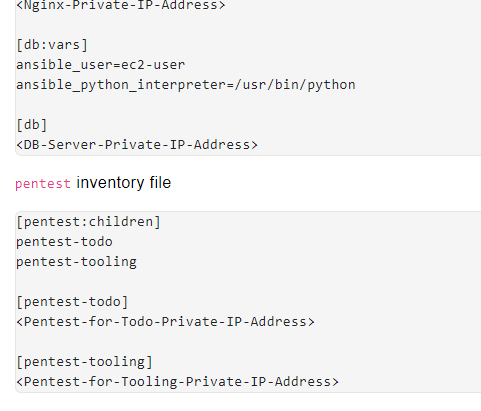 <Nginx-Private-IP-Address>
[db:vars]
ansible_user=ec2-user
ansible_python_interpreter=/usr/bin/python
[db]
<DB-Server-Private-IP-Address>
pentest inventory file
[pentest:children]
pentest-todo
pentest-tooling
[pentest-todo]
<Pentest-for-Todo-Private-IP-Address>
[pentest-tooling]
<Pentest-for-Tooling-Private-IP-Address>